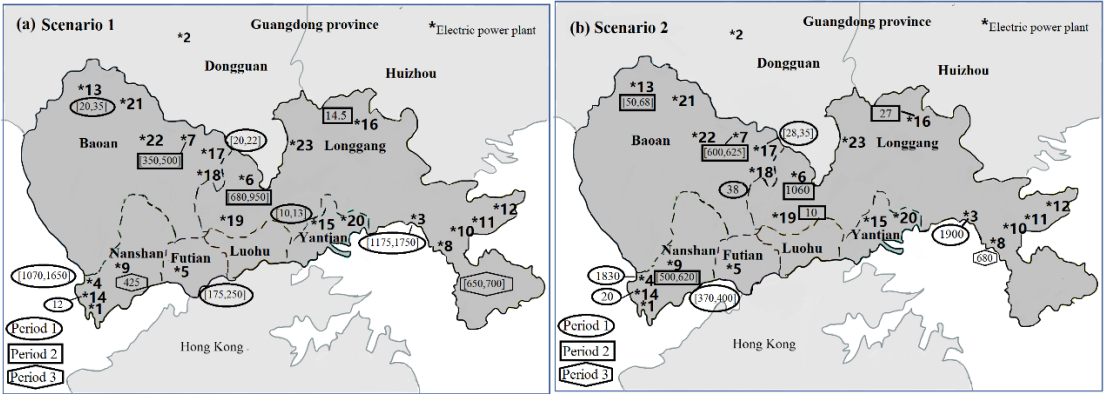 (a) Scenario 1
Guangdong province
*Electric power plant
*2
Dongguan
Huizhou
*13
[20,35]
*21
14.5
*16
Baoan
*22
*7
[20,22]
Longgang
[350,500]
*17
*23
*18
*6
[680,950]
*12
[10,13]
*19
*15
*20
*3
*11
*10
Nanshan
Futian
Luohu
Yantian
[1175,1750]
*8
[1070,1650]
*9
*5
*4
425
[650,700]
12
*14
[175,250]
*1
Period 1
Period 2
Period 3
Hong Kong
(b) Scenario 2
Guangdong province
*Electric power plant
*2
Dongguan
Huizhou
*13
[50,68]
*21
27
*16
Baoan
*22
*7
[28,35]
Longgang
[600,625]
*17
*23
*18
*6
38
1060
*12
*19
10
*15
*20
*3
*11
*10
Nanshan
Futian
Luohu
Yantian
1900
*8
680
1830
*9
*5
*4
[500,620]
20
*14
[370,400]
*1
Period 1
Period 2
Period 3
Hong Kong